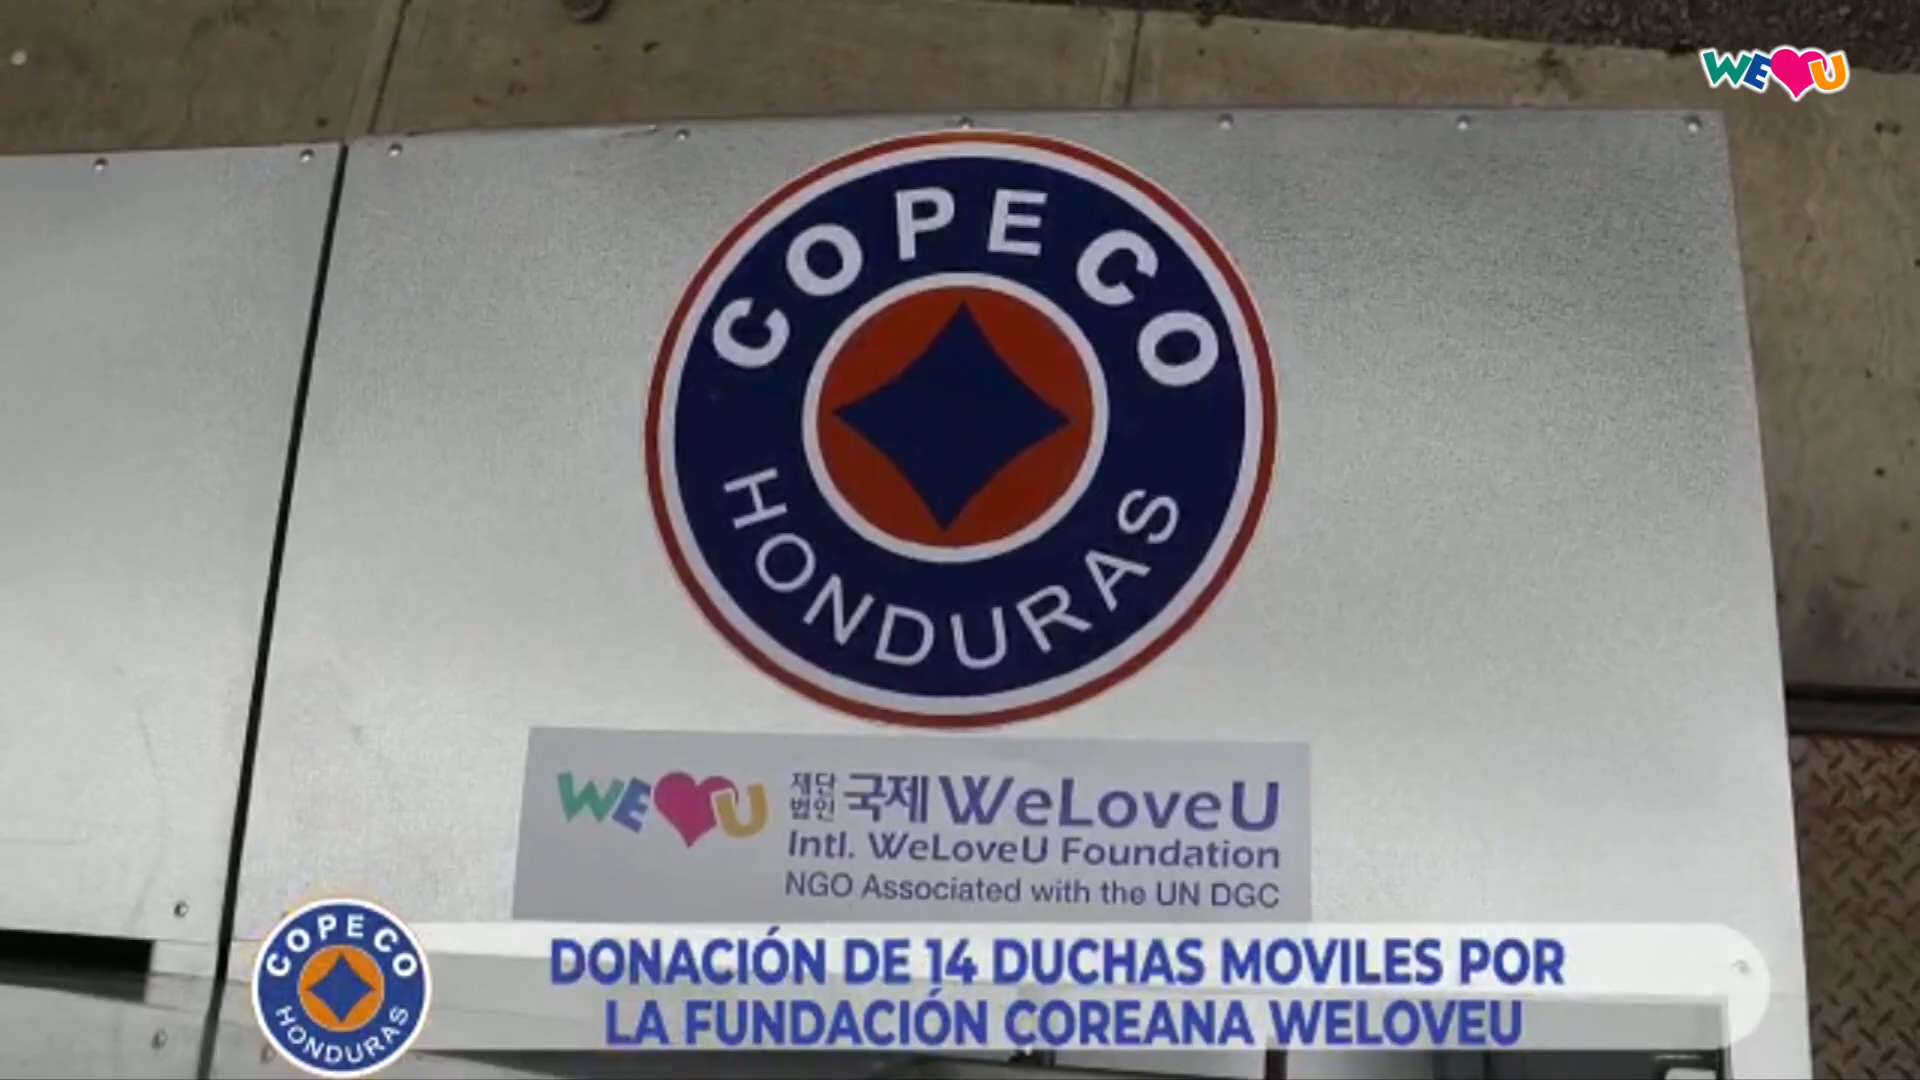 WE U
COPECO
HONDURAS
WE U
재단
법인 국제 WeLoveU
Intl. WeLoveU Foundation
NGO Associated with the UN DGC
COPECO
HONDURAS
DONACIÓN DE 14 DUCHAS MOVILES POR
LA FUNDACIÓN COREANA WELOVEU